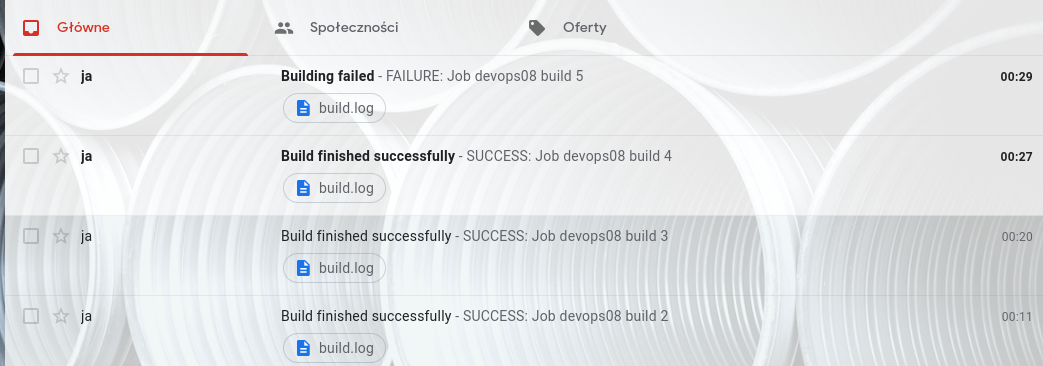 Główne Społeczności Oferty
ja Building failed - FAILURE: Job devops08 build 5 00:29
build.log
ja Build finished successfully - SUCCESS: Job devops08 build 4 00:27
build.log
ja Build finished successfully - SUCCESS: Job devops08 build 3 00:20
build.log
ja Build finished successfully - SUCCESS: Job devops08 build 2 00:11
build.log